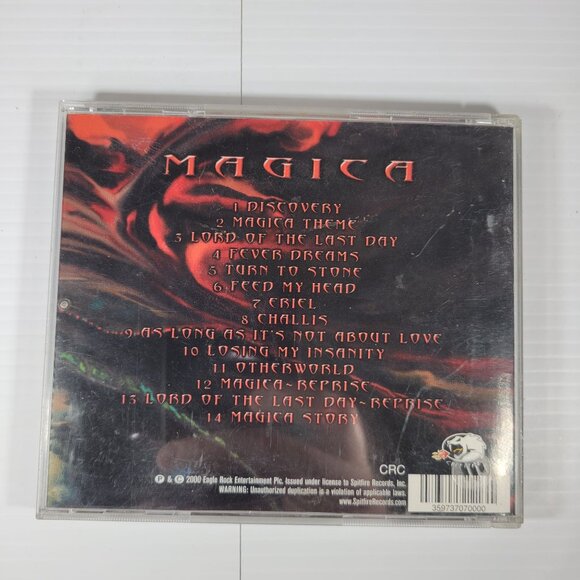 MAGICA
1 DISCOVERY
2 MAGICA THEME
3 LORD OF THE LAST DAY
4 FEVER DREAMS
5 TURN TO STONE
6 FEED MY HEAD
7 ERIEL
8 CHALLIS
9 AS LONG AS IT'S NOT ABOUT LOVE
10 LOSING MY INSANITY
11 OTHERWORLD
12 MAGICA~REPRISE
13 LORD OF THE LAST DAY~REPRISE
14 MAGICA STORY
CRC
Ⓟ & © 2000 Eagle Rock Entertainment Plc. Issued under license to Spitfire Records, Inc.
WARNING: Unauthorized duplication is a violation of applicable laws.
www.SpitfireRecords.com
359737070000